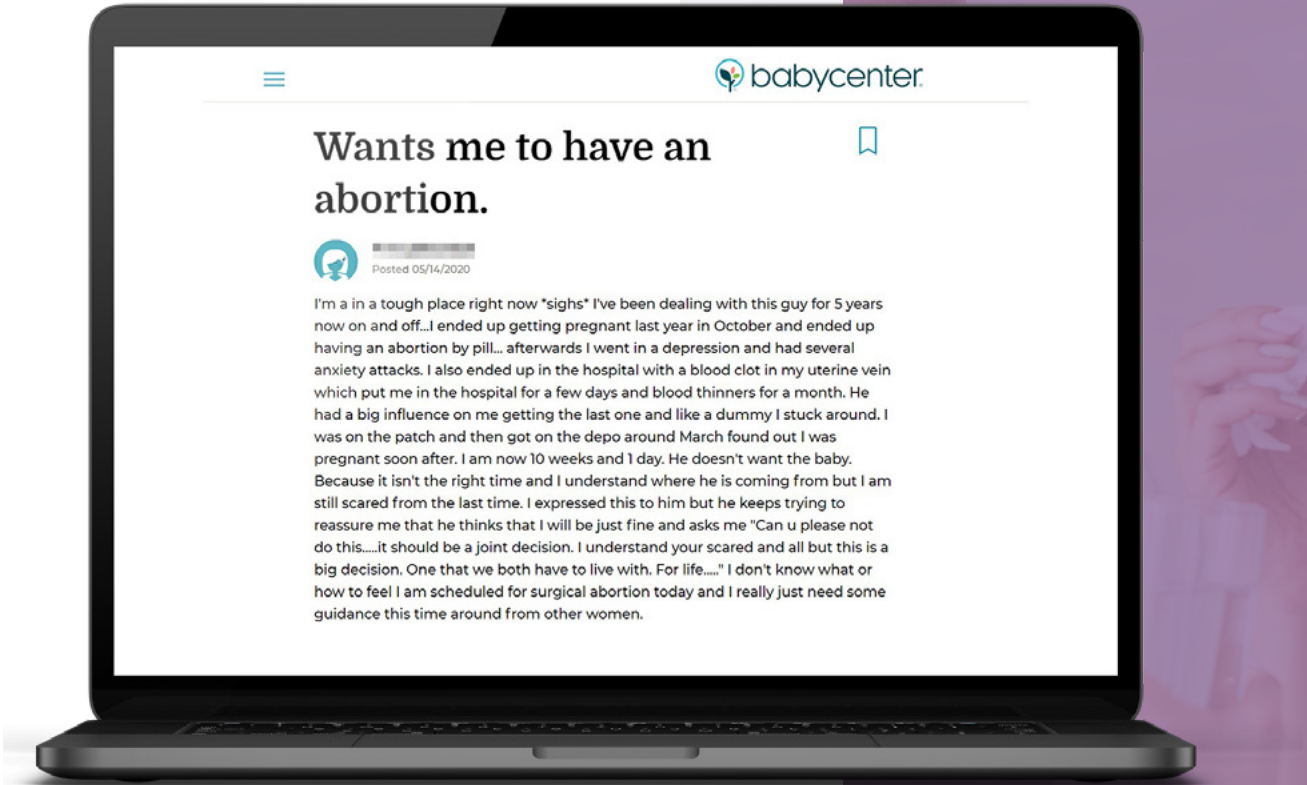 babycenter
Wants me to have an
abortion.
Posted 05/14/2020
I'm a in a tough place right now *sighs* I've been dealing with this guy for 5 years
now on and off...I ended up getting pregnant last year in October and ended up
having an abortion by pill... afterwards I went in a depression and had several
anxiety attacks. I also ended up in the hospital with a blood clot in my uterine vein
which put me in the hospital for a few days and blood thinners for a month. He
had a big influence on me getting the last one and like a dummy I stuck around. I
was on the patch and then got on the depo around March found out I was
pregnant soon after. I am now 10 weeks and 1 day. He doesn't want the baby.
Because it isn't the right time and I understand where he is coming from but I am
still scared from the last time. I expressed this to him but he keeps trying to
reassure me that he thinks that I will be just fine and asks me "Can u please not
do this.....it should be a joint decision. I understand your scared and all but this is a
big decision. One that we both have to live with. For life....." I don't know what or
how to feel I am scheduled for surgical abortion today and I really just need some
guidance this time around from other women.